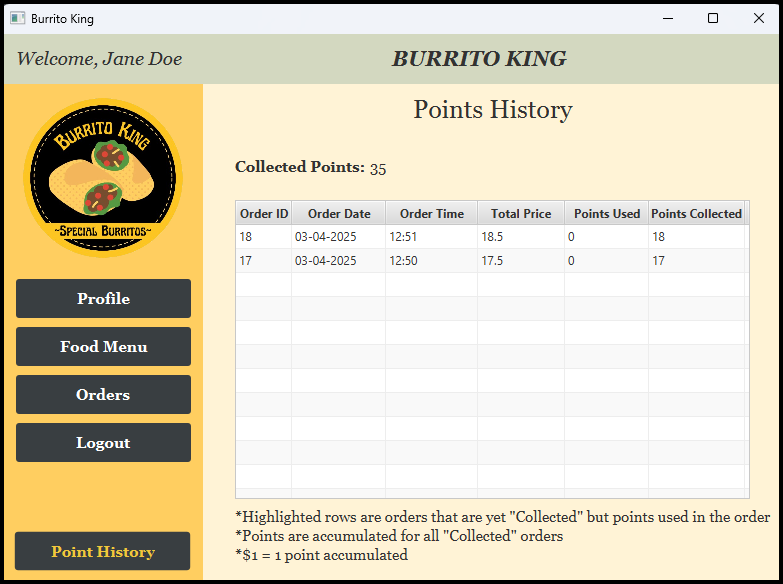 Burrito King
Welcome, Jane Doe
BURRITO KING
BURRITO KING
~SPECIAL BURRITOS~
Profile
Food Menu
Orders
Logout
Point History
Points History
Collected Points: 35
Order ID Order Date Order Time Total Price Points Used Points Collected
18 03-04-2025 12:51 18.5 0 18
17 03-04-2025 12:50 17.5 0 17
*Highlighted rows are orders that are yet "Collected" but points used in the order
*Points are accumulated for all "Collected" orders
*$1 = 1 point accumulated